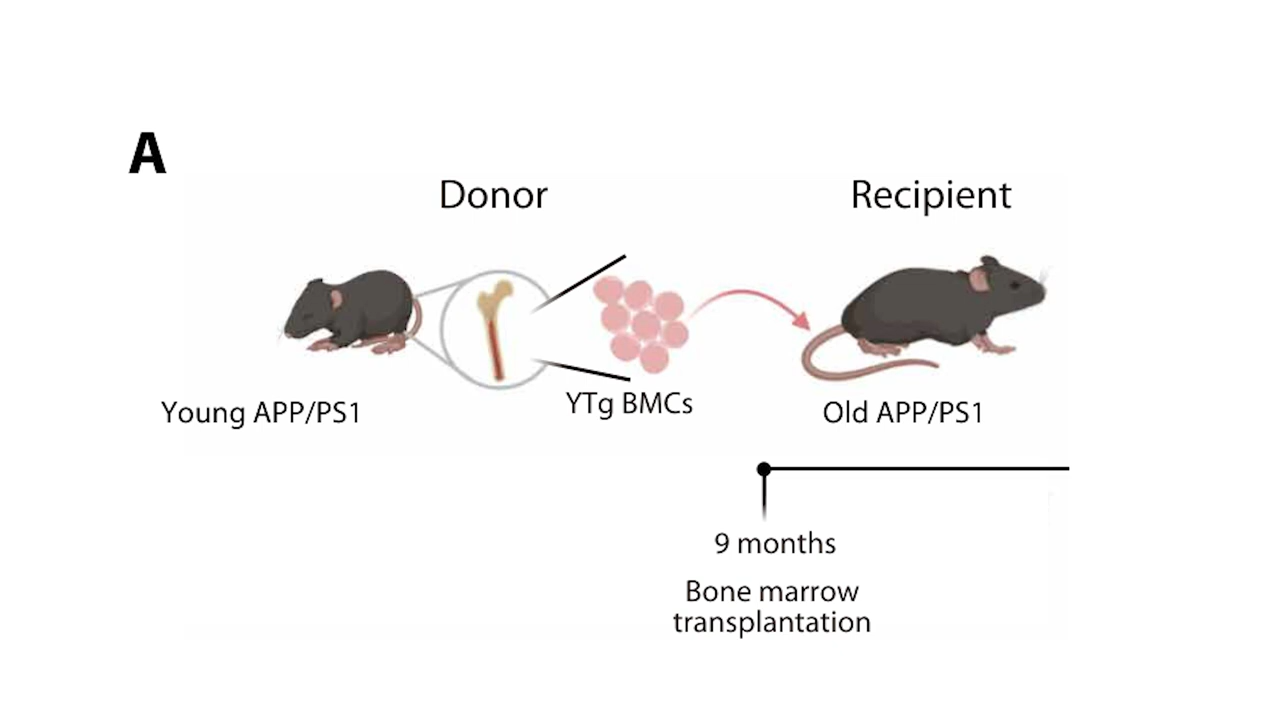 A
Donor
Recipient
Young APP/PS1
YTg BMCs
Old APP/PS1
9 months
Bone marrow
transplantation